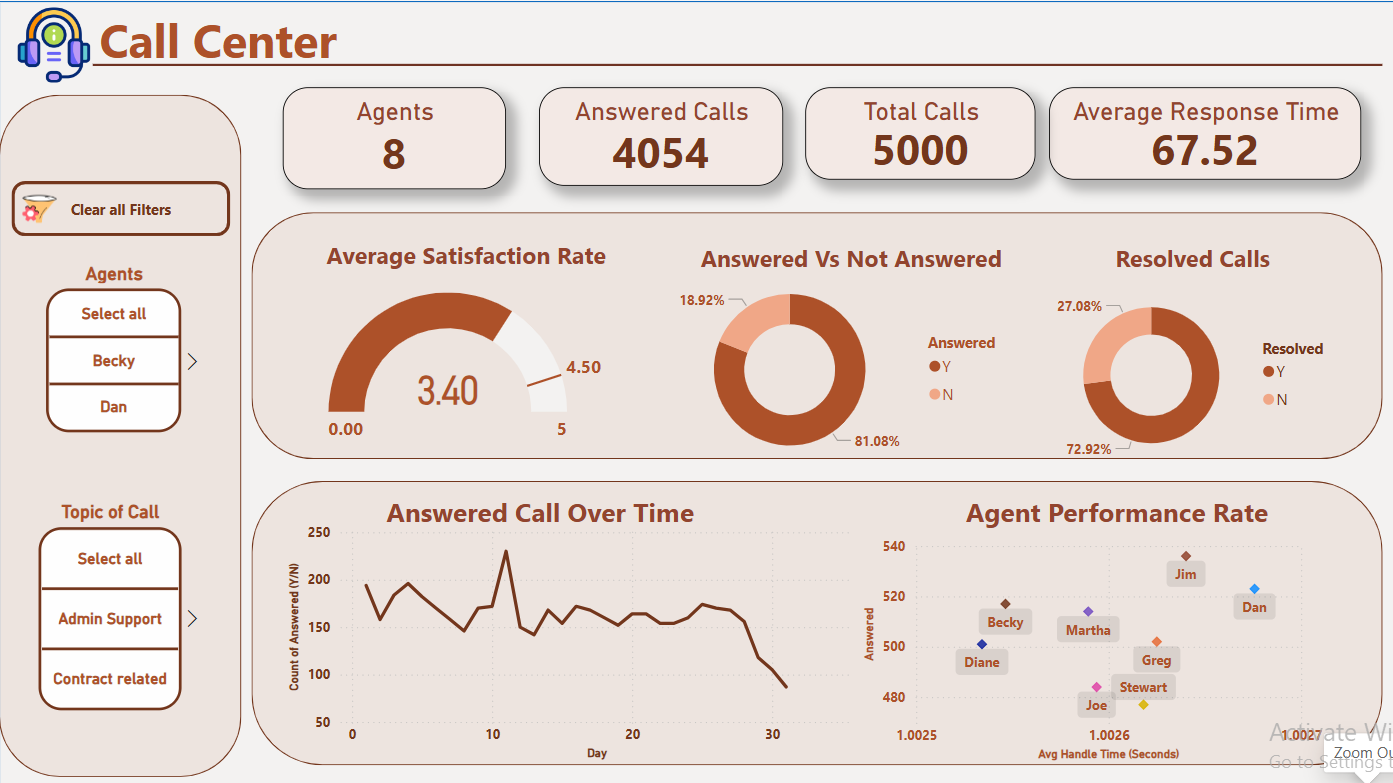 Call Center
Agents
8
Answered Calls
4054
Total Calls
5000
Average Response Time
67.52
Clear all Filters
Agents
Select all
Becky
Dan
Topic of Call
Select all
Admin Support
Contract related
Average Satisfaction Rate
3.40
4.50
0.00
5
Answered Vs Not Answered
18.92%
81.08%
Answered
Y
N
Resolved Calls
27.08%
72.92%
Resolved
Y
N
Answered Call Over Time
Count of Answered (Y/N)
250
200
150
100
50
0
10
20
30
Day
Agent Performance Rate
Answered
540
520
500
480
Jim
Dan
Becky
Martha
Diane
Greg
Stewart
Joe
1.0025
1.0026
1.0027
Avg Handle Time (Seconds)
Activate Wi
Go to Settings t
Zoom Ou